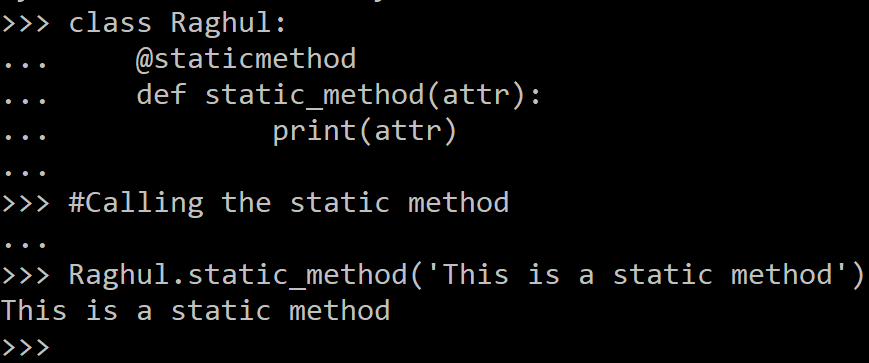 >>> class Raghul:
...     @staticmethod
...     def static_method(attr):
...             print(attr)
...
>>> #Calling the static method
...
>>> Raghul.static_method('This is a static method')
This is a static method
>>>